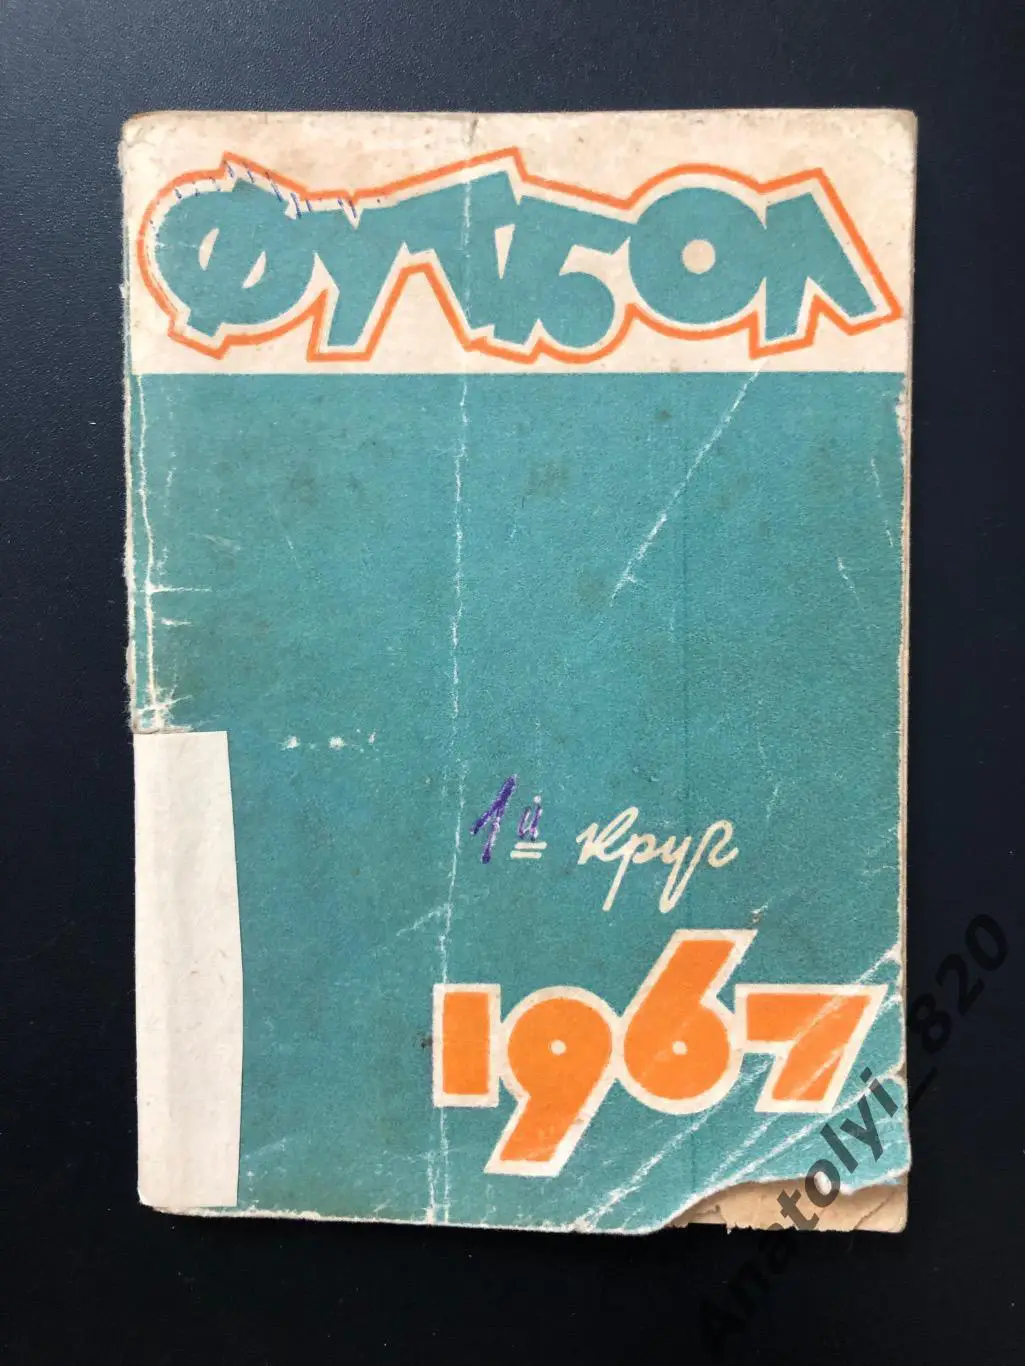 ФУТБОЛ
1й круг
1967
Anatolyi_820